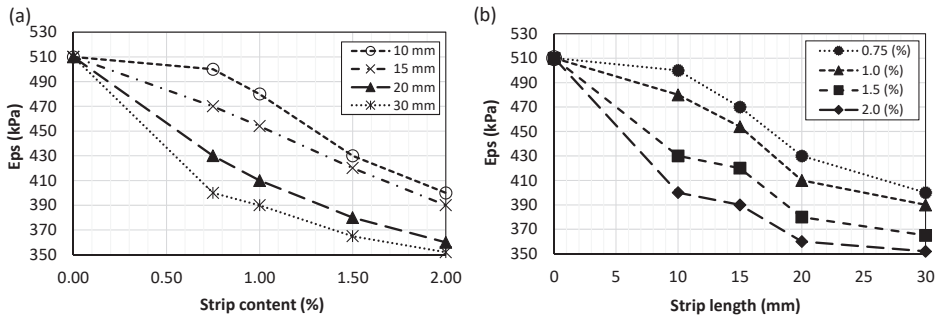 (a)
530
510
490
470
450
430
410
390
370
350
Eps (kPa)
0.00 0.50 1.00 1.50 2.00
Strip content (%)
10 mm
15 mm
20 mm
30 mm
(b)
530
510
490
470
450
430
410
390
370
350
Eps (kPa)
0 5 10 15 20 25 30
Strip length (mm)
0.75 (%)
1.0 (%)
1.5 (%)
2.0 (%)